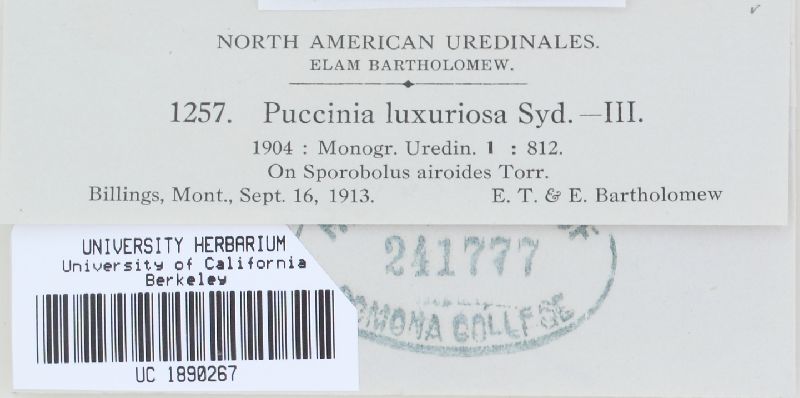 NORTH AMERICAN UREDINALES.
ELAM BARTHOLOMEW.
1257. Puccinia luxuriosa Syd.—III.
1904 : Monogr. Uredin. 1 : 812.
On Sporobolus airoides Torr.
Billings, Mont., Sept. 16, 1913. E. T. & E. Bartholomew
241777
POMONA COLLEGE
UNIVERSITY HERBARIUM
University of California
Berkeley
UC 1890267